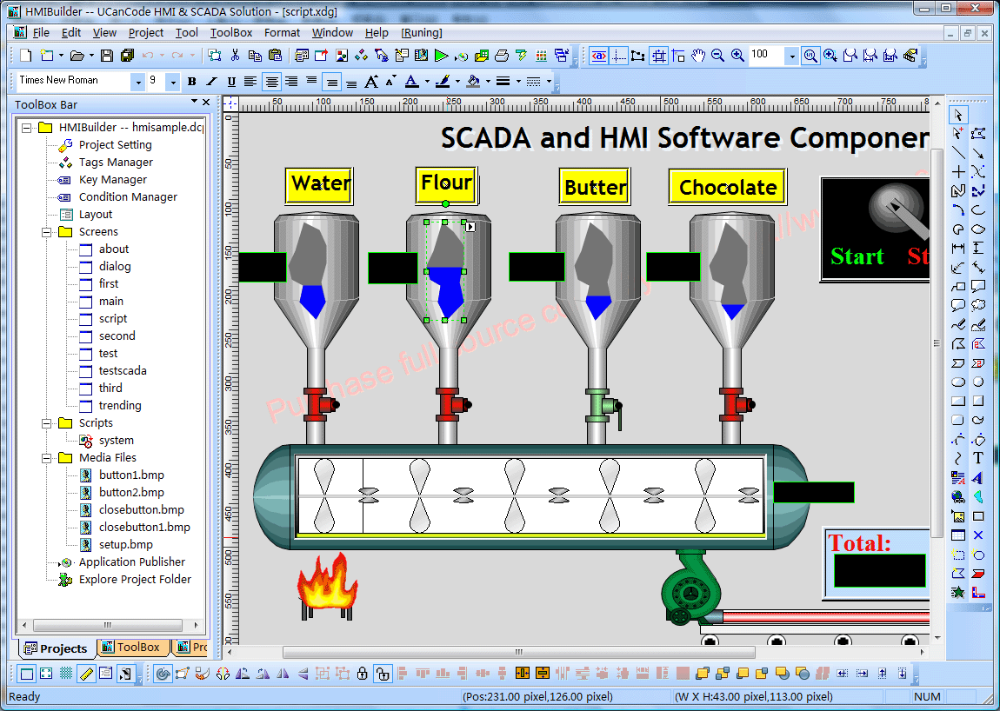 HMIBuilder -- UCanCode HMI & SCADA Solution - [script.xdg]
File Edit View Project Tool ToolBox Format Window Help [Runing]
100
Times New Roman 9 B I U
ToolBox Bar
50 100 150 200 250 300 350 400 450 500 550 600 650 700 750 80
HMIBuilder -- hmisample.dcp
Project Setting
Tags Manager
Key Manager
Condition Manager
Layout
Screens
about
dialog
first
main
script
second
test
testscada
third
trending
Scripts
system
Media Files
button1.bmp
button2.bmp
closebutton.bmp
closebutton1.bmp
setup.bmp
Application Publisher
Explore Project Folder
Projects ToolBox Pro
0
50
100
150
200
250
300
350
400
450
500
550
SCADA and HMI Software Componen
Water Flour Butter Chocolate
Start St
Purchase full source co
://w
Total:
Ready (Pos:231.00 pixel,126.00 pixel) (W X H:43.00 pixel,113.00 pixel) NUM